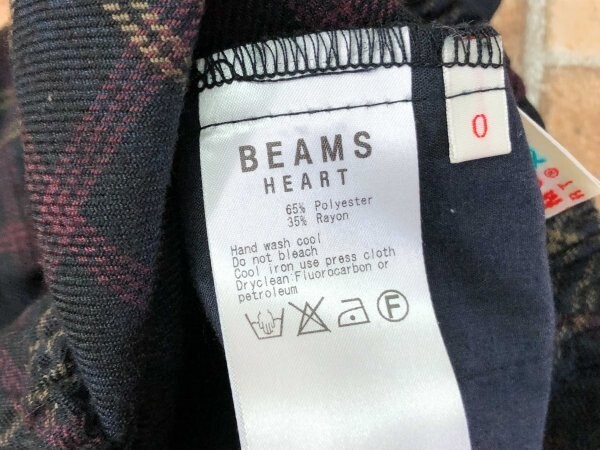 BEAMS
HEART
65% Polyester
35% Rayon
Hand wash cool
Do not bleach
Cool iron use press cloth
Dryclean:Fluorocarbon or
petroleum
F
0